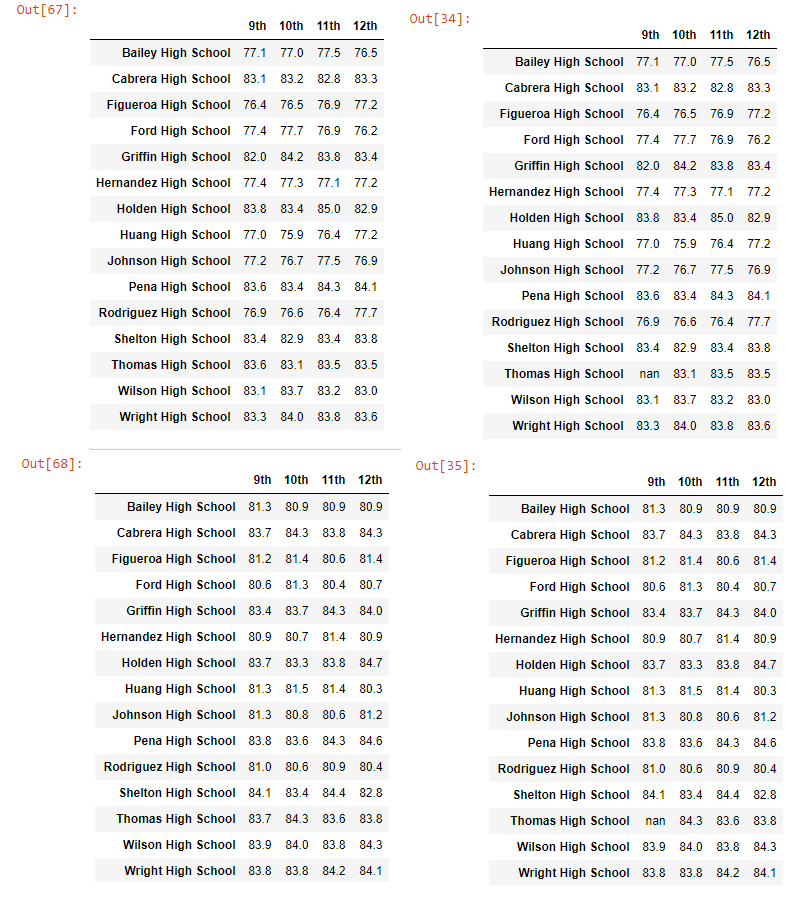 Out[67]:
9th 10th 11th 12th
Bailey High School 77.1 77.0 77.5 76.5
Cabrera High School 83.1 83.2 82.8 83.3
Figueroa High School 76.4 76.5 76.9 77.2
Ford High School 77.4 77.7 76.9 76.2
Griffin High School 82.0 84.2 83.8 83.4
Hernandez High School 77.4 77.3 77.1 77.2
Holden High School 83.8 83.4 85.0 82.9
Huang High School 77.0 75.9 76.4 77.2
Johnson High School 77.2 76.7 77.5 76.9
Pena High School 83.6 83.4 84.3 84.1
Rodriguez High School 76.9 76.6 76.4 77.7
Shelton High School 83.4 82.9 83.4 83.8
Thomas High School 83.6 83.1 83.5 83.5
Wilson High School 83.1 83.7 83.2 83.0
Wright High School 83.3 84.0 83.8 83.6
Out[34]:
9th 10th 11th 12th
Bailey High School 77.1 77.0 77.5 76.5
Cabrera High School 83.1 83.2 82.8 83.3
Figueroa High School 76.4 76.5 76.9 77.2
Ford High School 77.4 77.7 76.9 76.2
Griffin High School 82.0 84.2 83.8 83.4
Hernandez High School 77.4 77.3 77.1 77.2
Holden High School 83.8 83.4 85.0 82.9
Huang High School 77.0 75.9 76.4 77.2
Johnson High School 77.2 76.7 77.5 76.9
Pena High School 83.6 83.4 84.3 84.1
Rodriguez High School 76.9 76.6 76.4 77.7
Shelton High School 83.4 82.9 83.4 83.8
Thomas High School nan 83.1 83.5 83.5
Wilson High School 83.1 83.7 83.2 83.0
Wright High School 83.3 84.0 83.8 83.6
Out[68]:
9th 10th 11th 12th
Bailey High School 81.3 80.9 80.9 80.9
Cabrera High School 83.7 84.3 83.8 84.3
Figueroa High School 81.2 81.4 80.6 81.4
Ford High School 80.6 81.3 80.4 80.7
Griffin High School 83.4 83.7 84.3 84.0
Hernandez High School 80.9 80.7 81.4 80.9
Holden High School 83.7 83.3 83.8 84.7
Huang High School 81.3 81.5 81.4 80.3
Johnson High School 81.3 80.8 80.6 81.2
Pena High School 83.8 83.6 84.3 84.6
Rodriguez High School 81.0 80.6 80.9 80.4
Shelton High School 84.1 83.4 84.4 82.8
Thomas High School 83.7 84.3 83.6 83.8
Wilson High School 83.9 84.0 83.8 84.3
Wright High School 83.8 83.8 84.2 84.1
Out[35]:
9th 10th 11th 12th
Bailey High School 81.3 80.9 80.9 80.9
Cabrera High School 83.7 84.3 83.8 84.3
Figueroa High School 81.2 81.4 80.6 81.4
Ford High School 80.6 81.3 80.4 80.7
Griffin High School 83.4 83.7 84.3 84.0
Hernandez High School 80.9 80.7 81.4 80.9
Holden High School 83.7 83.3 83.8 84.7
Huang High School 81.3 81.5 81.4 80.3
Johnson High School 81.3 80.8 80.6 81.2
Pena High School 83.8 83.6 84.3 84.6
Rodriguez High School 81.0 80.6 80.9 80.4
Shelton High School 84.1 83.4 84.4 82.8
Thomas High School nan 84.3 83.6 83.8
Wilson High School 83.9 84.0 83.8 84.3
Wright High School 83.8 83.8 84.2 84.1